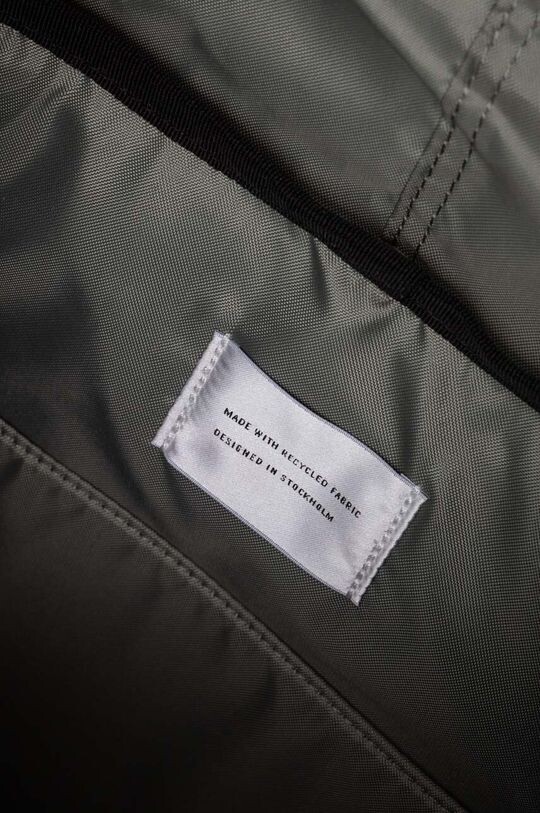 MADE WITH RECYCLED FABRIC
DESIGNED IN STOCKHOLM